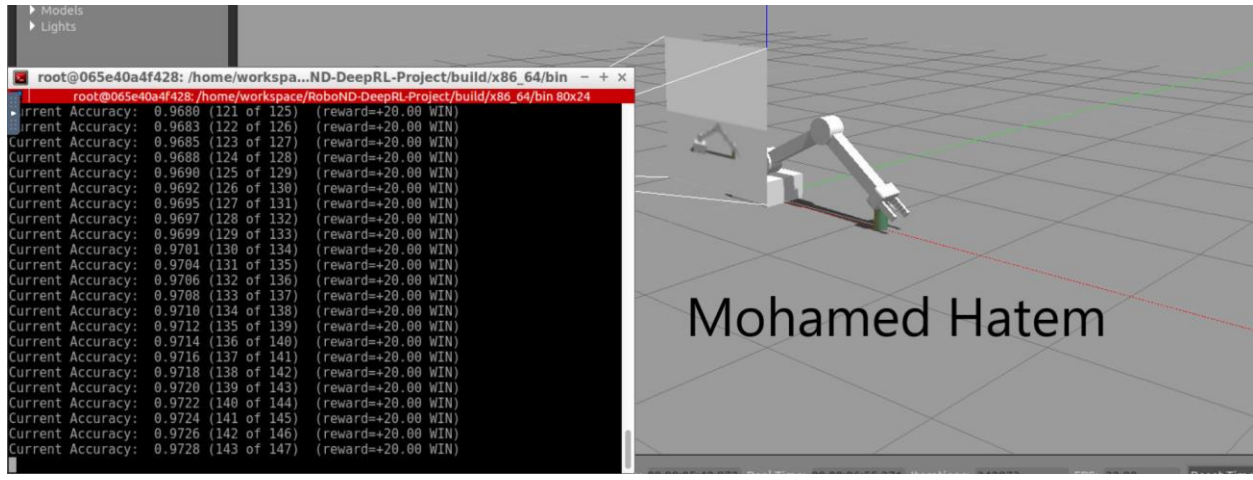 Models
Lights
root@065e40a4f428: /home/workspa...ND-DeepRL-Project/build/x86_64/bin
root@065e40a4f428: /home/workspace/RoboND-DeepRL-Project/build/x86_64/bin 80x24
Current Accuracy: 0.9680 (121 of 125) (reward=+20.00 WIN)
Current Accuracy: 0.9683 (122 of 126) (reward=+20.00 WIN)
Current Accuracy: 0.9685 (123 of 127) (reward=+20.00 WIN)
Current Accuracy: 0.9688 (124 of 128) (reward=+20.00 WIN)
Current Accuracy: 0.9690 (125 of 129) (reward=+20.00 WIN)
Current Accuracy: 0.9692 (126 of 130) (reward=+20.00 WIN)
Current Accuracy: 0.9695 (127 of 131) (reward=+20.00 WIN)
Current Accuracy: 0.9697 (128 of 132) (reward=+20.00 WIN)
Current Accuracy: 0.9699 (129 of 133) (reward=+20.00 WIN)
Current Accuracy: 0.9701 (130 of 134) (reward=+20.00 WIN)
Current Accuracy: 0.9704 (131 of 135) (reward=+20.00 WIN)
Current Accuracy: 0.9706 (132 of 136) (reward=+20.00 WIN)
Current Accuracy: 0.9708 (133 of 137) (reward=+20.00 WIN)
Current Accuracy: 0.9710 (134 of 138) (reward=+20.00 WIN)
Current Accuracy: 0.9712 (135 of 139) (reward=+20.00 WIN)
Current Accuracy: 0.9714 (136 of 140) (reward=+20.00 WIN)
Current Accuracy: 0.9716 (137 of 141) (reward=+20.00 WIN)
Current Accuracy: 0.9718 (138 of 142) (reward=+20.00 WIN)
Current Accuracy: 0.9720 (139 of 143) (reward=+20.00 WIN)
Current Accuracy: 0.9722 (140 of 144) (reward=+20.00 WIN)
Current Accuracy: 0.9724 (141 of 145) (reward=+20.00 WIN)
Current Accuracy: 0.9726 (142 of 146) (reward=+20.00 WIN)
Current Accuracy: 0.9728 (143 of 147) (reward=+20.00 WIN)
Mohamed Hatem